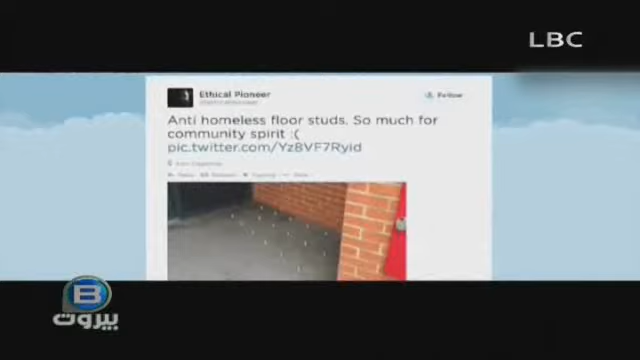 LBC
Ethical Pioneer
Follow
Anti homeless floor studs. So much for
community spirit :(
pic.twitter.com/Yz8VF7Ryid
B
بيروت